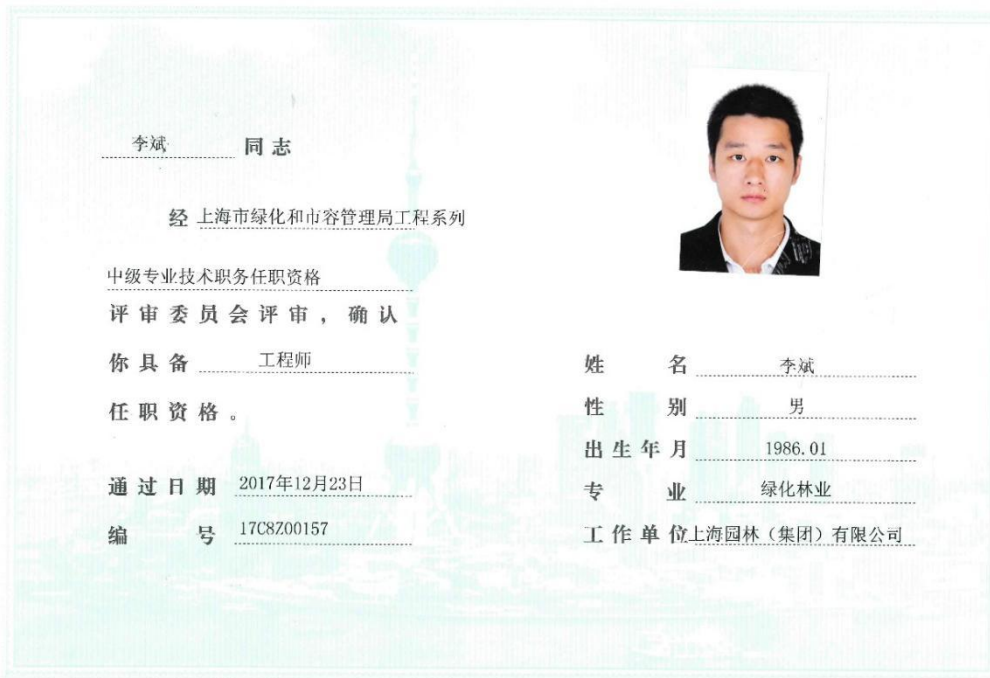 李斌 同志
经 上海市绿化和市容管理局工程系列
中级专业技术职务任职资格
评审委员会评审，确认
你具备 工程师
任职资格。
通过日期 2017年12月23日
编 号 17C8Z00157
姓 名 李斌
性 别 男
出生年月 1986.01
专 业 绿化林业
工作单位 上海园林（集团）有限公司